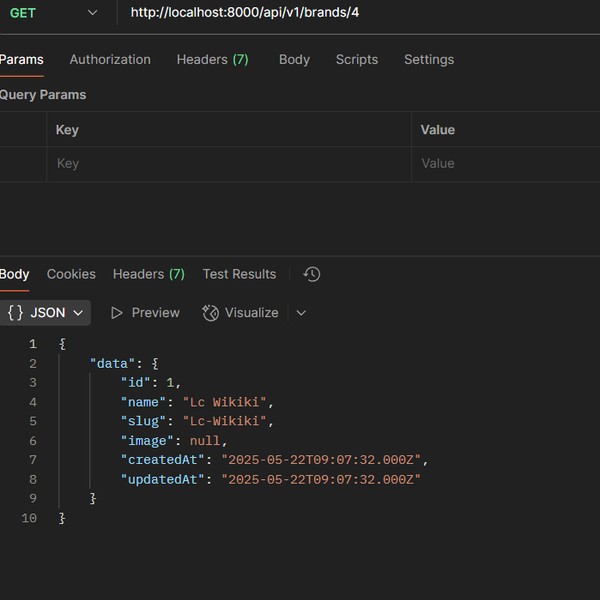 GET http://localhost:8000/api/v1/brands/4
Params Authorization Headers (7) Body Scripts Settings
Query Params
Key Value
Key Value
Body Cookies Headers (7) Test Results
{} JSON Preview Visualize
1 {
2 "data": {
3 "id": 1,
4 "name": "Lc Wikiki",
5 "slug": "Lc-Wikiki",
6 "image": null,
7 "createdAt": "2025-05-22T09:07:32.000Z",
8 "updatedAt": "2025-05-22T09:07:32.000Z"
9 }
10 }